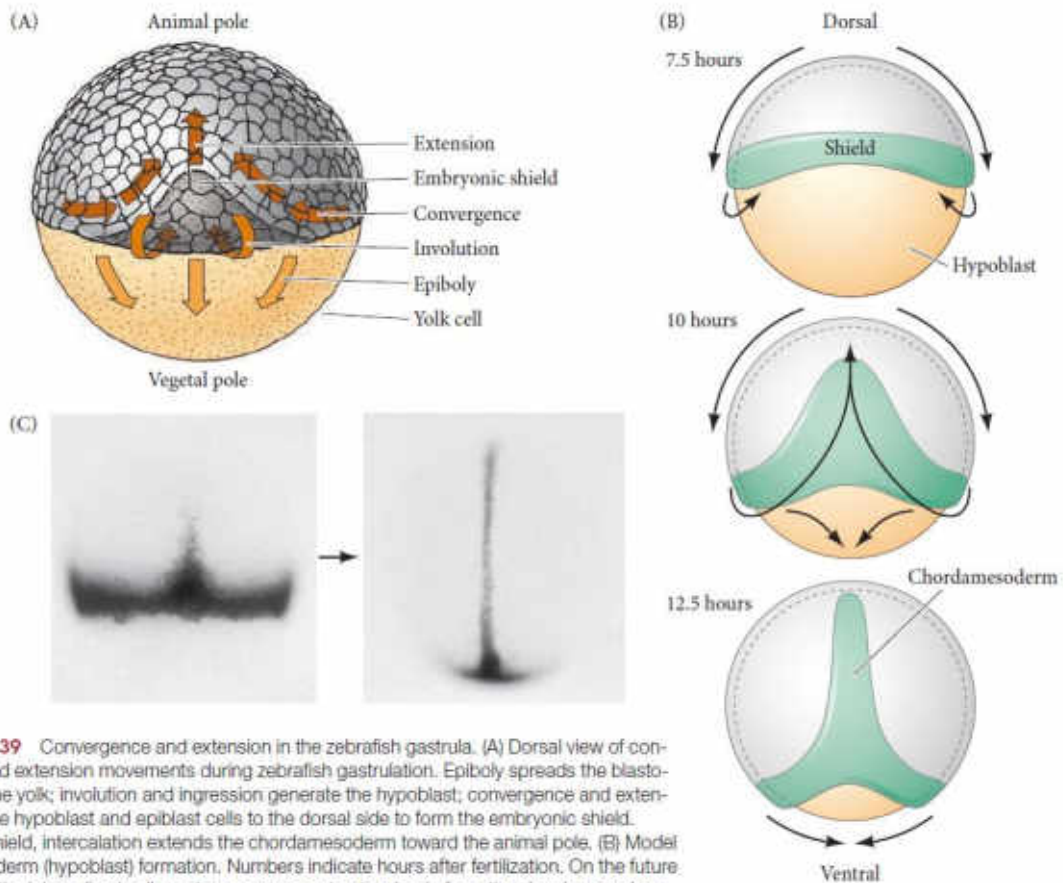 (A)
Animal pole
Extension
Embryonic shield
Convergence
Involution
Epiboly
Yolk cell
Vegetal pole
(B)
Dorsal
7.5 hours
Shield
Hypoblast
10 hours
Chordamesoderm
12.5 hours
Ventral
(C)
39 Convergence and extension in the zebrafish gastrula. (A) Dorsal view of con-
d extension movements during zebrafish gastrulation. Epiboly spreads the blasto-
ne yolk; involution and ingression generate the hypoblast; convergence and exten-
e hypoblast and epiblast cells to the dorsal side to form the embryonic shield.
hield, intercalation extends the chordamesoderm toward the animal pole. (B) Model
derm (hypoblast) formation. Numbers indicate hours after fertilization. On the future